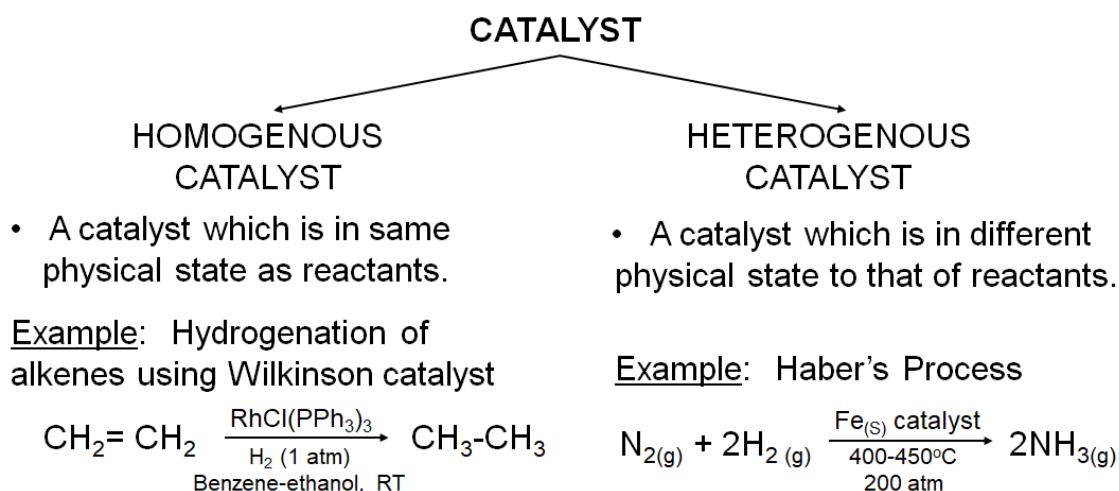 CATALYST
HOMOGENOUS
CATALYST
• A catalyst which is in same
physical state as reactants.
Example: Hydrogenation of
alkenes using Wilkinson catalyst
RhCl(PPh₃)₃
CH₂= CH₂ → CH₃-CH₃
H₂ (1 atm)
Benzene-ethanol, RT
HETEROGENOUS
CATALYST
• A catalyst which is in different
physical state to that of reactants.
Example: Haber’s Process
Fe(S) catalyst
N₂(g) + 2H₂ (g) → 2NH₃(g)
400-450ºC
200 atm